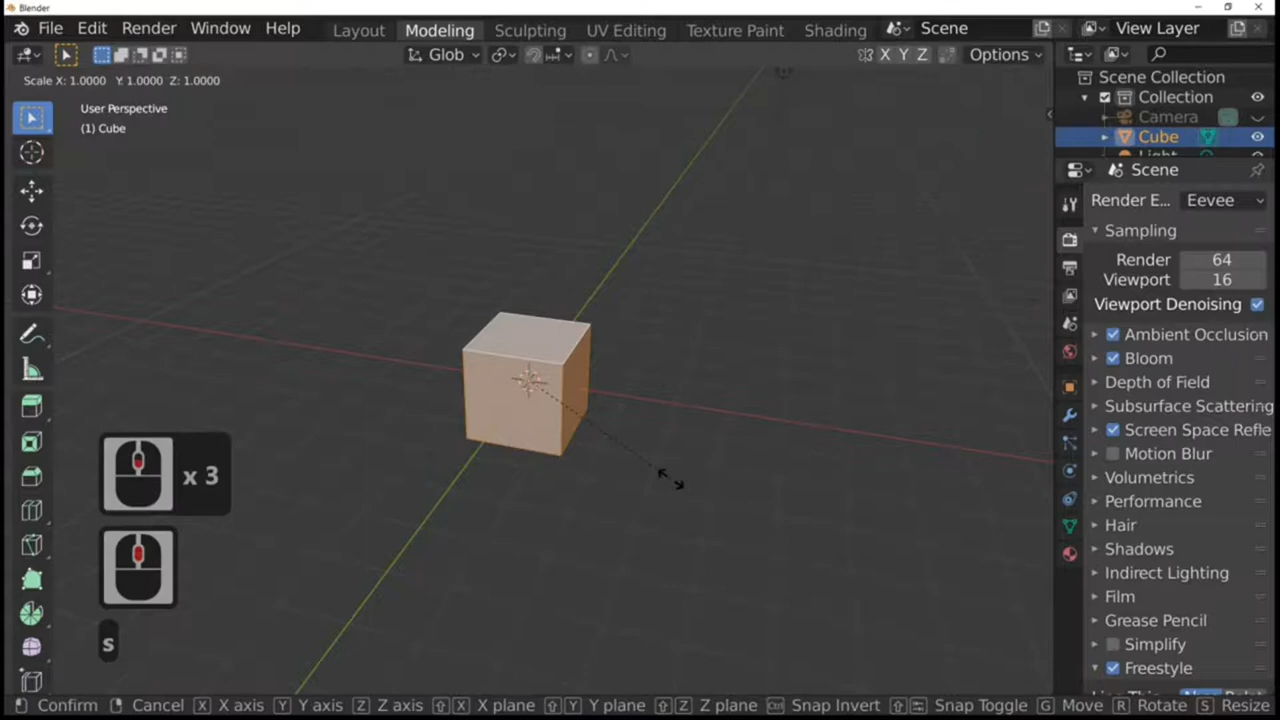 Blender
File Edit Render Window Help Layout Modeling Sculpting UV Editing Texture Paint Shading Scene View Layer
Glob X Y Z Options
Scale X: 1.0000 Y: 1.0000 Z: 1.0000
User Perspective
(1) Cube
Scene Collection
Collection
Camera
Cube
Light
Scene
Render E... Eevee
Sampling
Render 64
Viewport 16
Viewport Denoising
Ambient Occlusion
Bloom
Depth of Field
Subsurface Scattering
Screen Space Refle
Motion Blur
Volumetrics
Performance
Hair
Shadows
Indirect Lighting
Film
Grease Pencil
Simplify
Freestyle
x 3
s
Confirm Cancel X X axis Y Y axis Z Z axis X X plane Y Y plane Z Z plane Snap Invert Snap Toggle G Move R Rotate S Resize